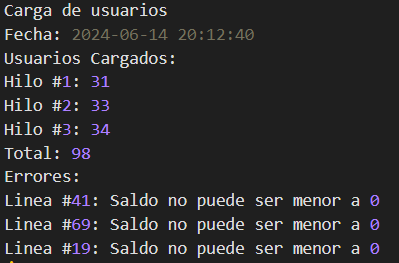 Carga de usuarios
Fecha: 2024-06-14 20:12:40
Usuarios Cargados:
Hilo #1: 31
Hilo #2: 33
Hilo #3: 34
Total: 98
Errores:
Linea #41: Saldo no puede ser menor a 0
Linea #69: Saldo no puede ser menor a 0
Linea #19: Saldo no puede ser menor a 0